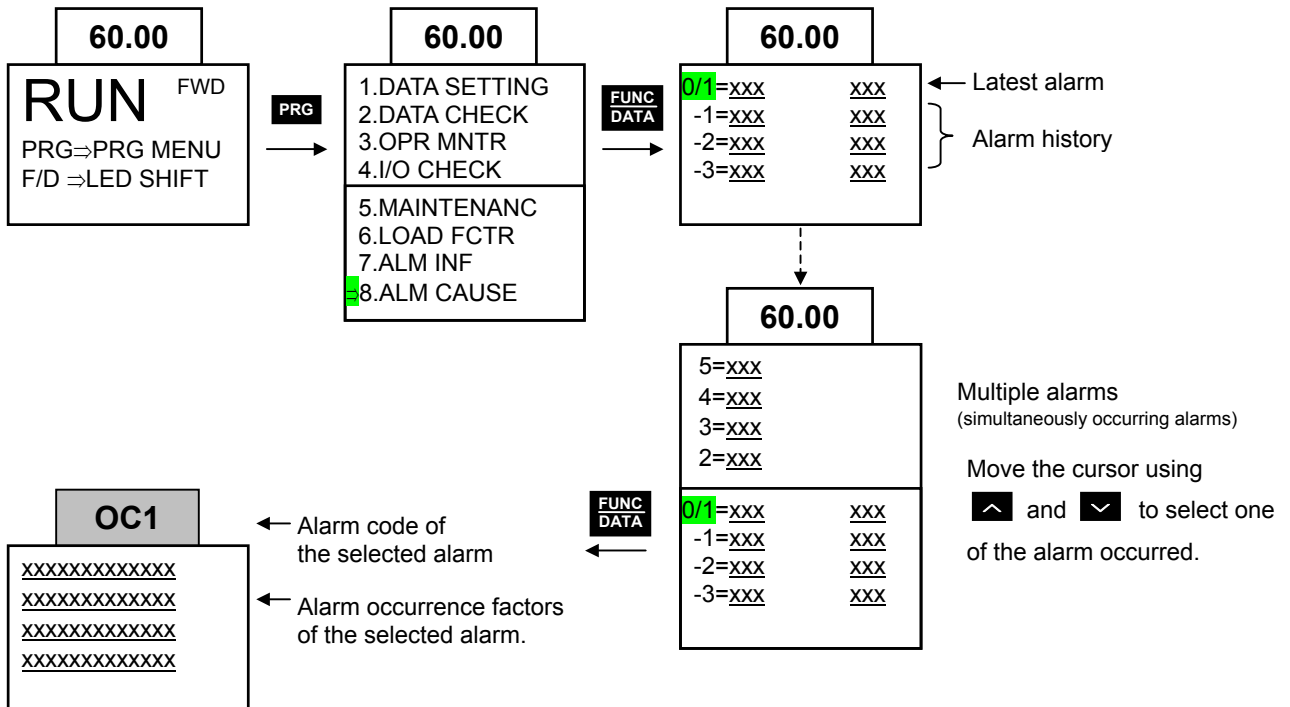 60.00
RUN FWD
PRG⇒PRG MENU
F/D ⇒LED SHIFT
PRG
60.00
1.DATA SETTING
2.DATA CHECK
3.OPR MNTR
4.I/O CHECK
5.MAINTENANC
6.LOAD FCTR
7.ALM INF
⇒8.ALM CAUSE
FUNC
DATA
60.00
0/1=xxx xxx
-1=xxx xxx
-2=xxx xxx
-3=xxx xxx
Latest alarm
Alarm history
60.00
5=xxx
4=xxx
3=xxx
2=xxx
0/1=xxx xxx
-1=xxx xxx
-2=xxx xxx
-3=xxx xxx
Multiple alarms
(simultaneously occurring alarms)
Move the cursor using
and to select one
of the alarm occurred.
FUNC
DATA
OC1
xxxxxxxxxxxxx
xxxxxxxxxxxxx
xxxxxxxxxxxxx
xxxxxxxxxxxxx
Alarm code of
the selected alarm
Alarm occurrence factors
of the selected alarm.